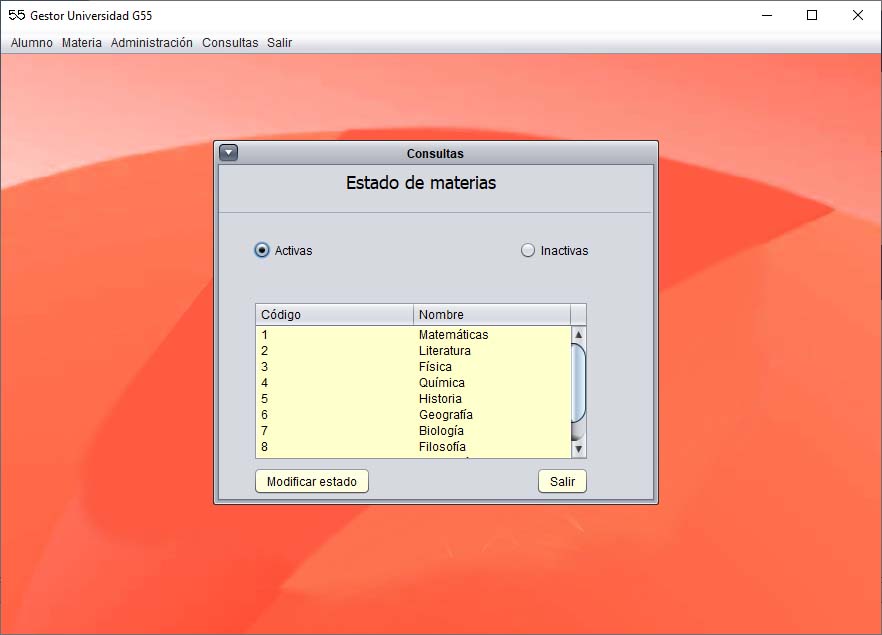 55 Gestor Universidad G55
Alumno Materia Administración Consultas Salir
Consultas
Estado de materias
Activas Inactivas
Código Nombre
1 Matemáticas
2 Literatura
3 Física
4 Química
5 Historia
6 Geografía
7 Biología
8 Filosofía
Modificar estado Salir